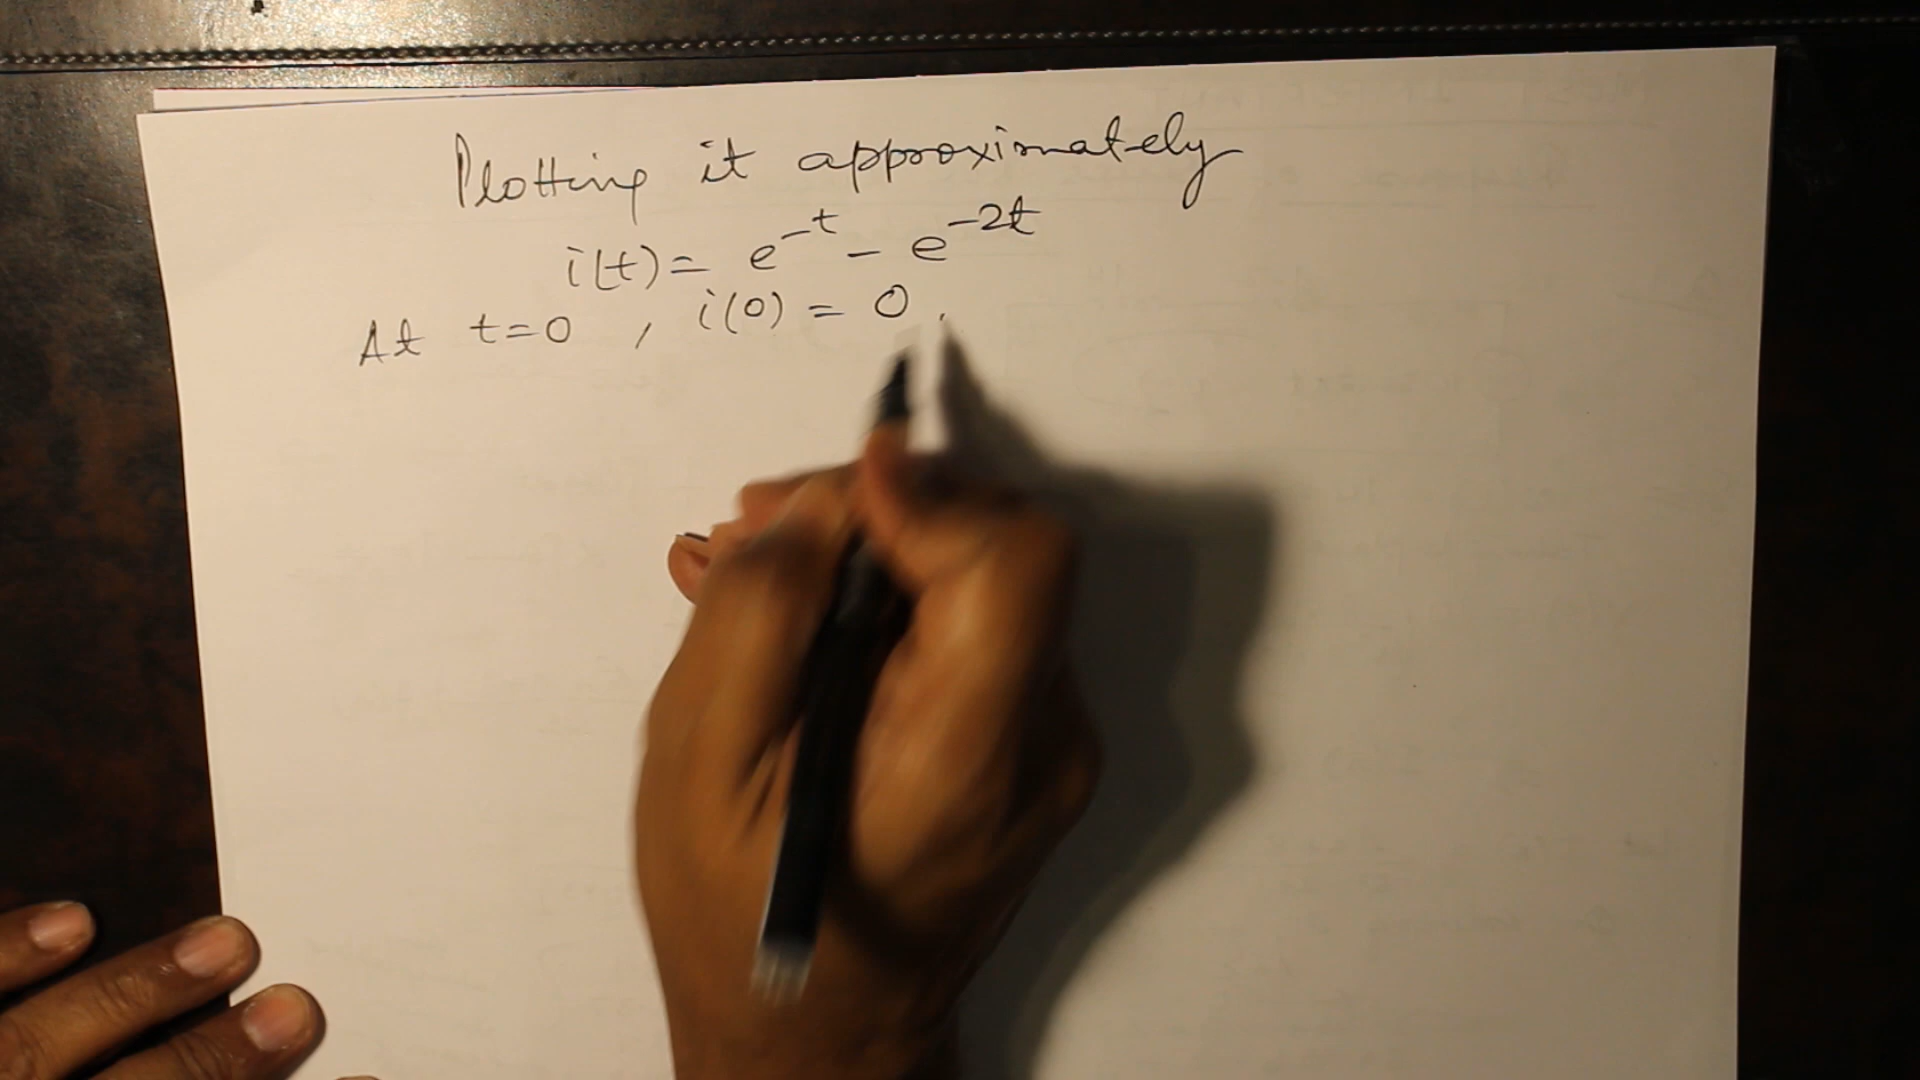 Plotting it approximately
i(t) = e^{-t} - e^{-2t}
At t=0 , i(0) = 0 ,